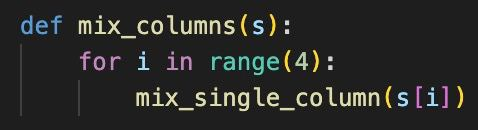 def mix_columns(s):
    for i in range(4):
        mix_single_column(s[i])